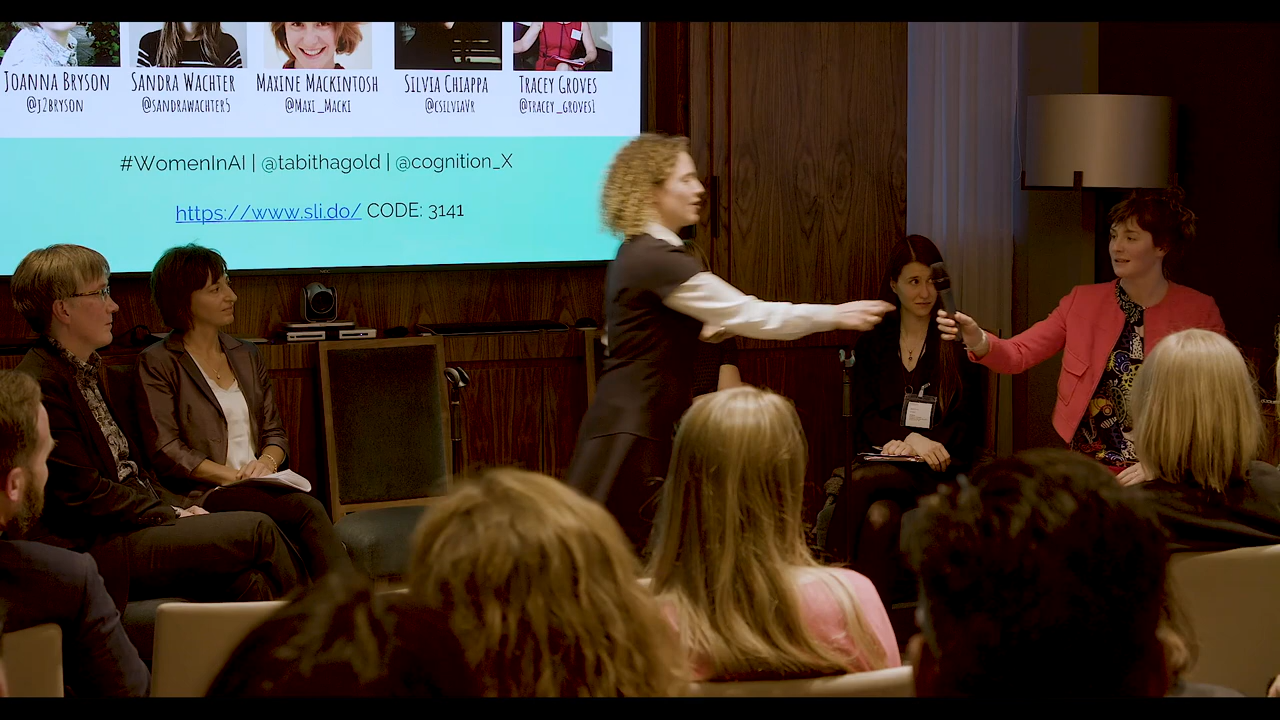 JOANNA BRYSON SANDRA WACHTER MAXINE MACKINTOSH SILVIA CHIAPPA TRACEY GROVES
@J2BRYSON @SANDRAWACHTER5 @MAXI_MACKI @CSILVIAVR @TRACEY_GROVES1
#WomenInAI | @tabithagold | @cognition_X
https://www.sli.do/ CODE: 3141